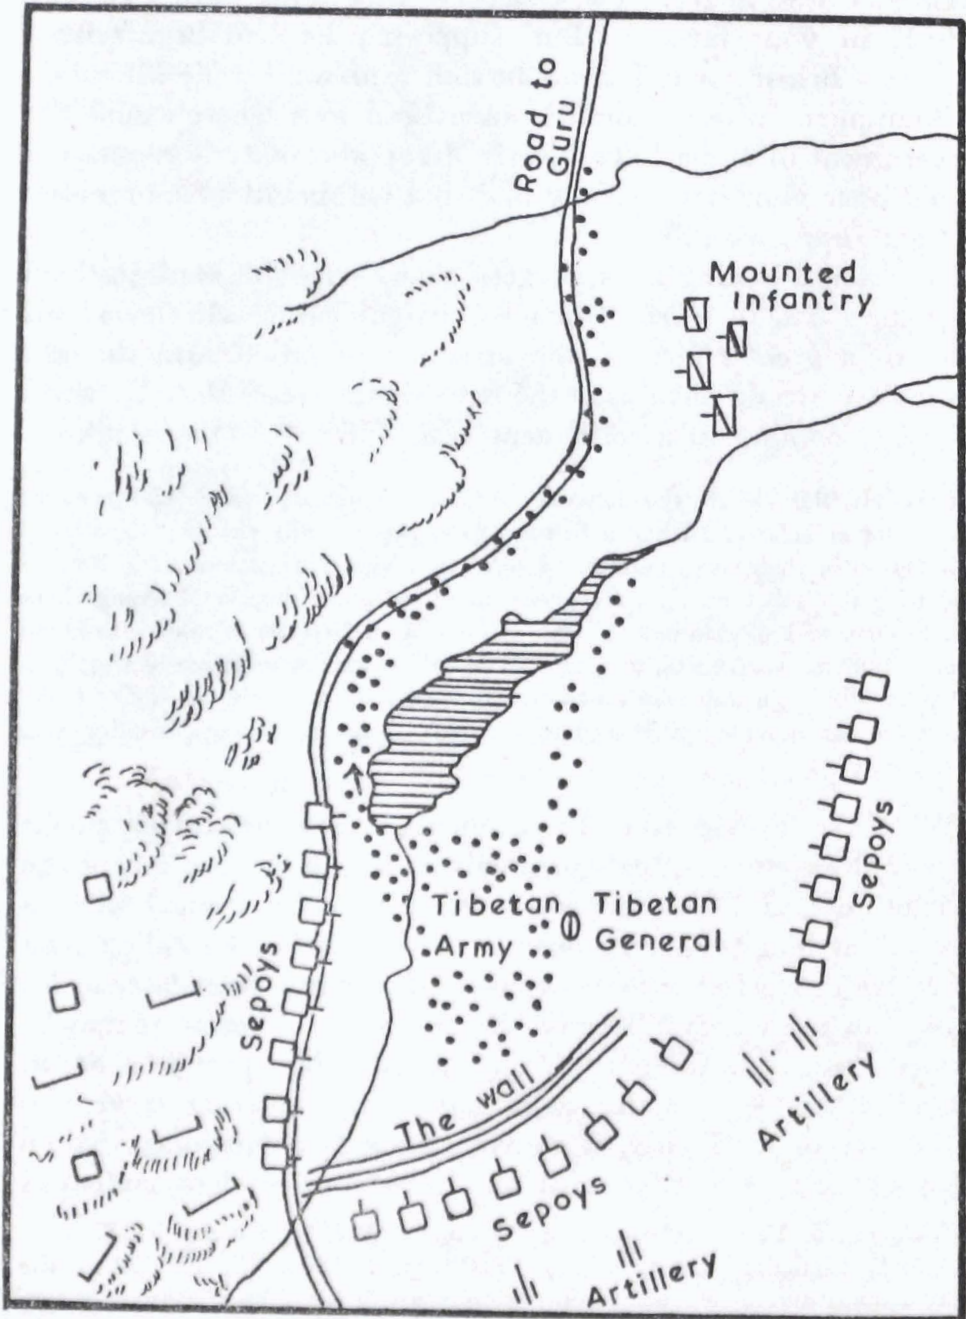 Road to
Guru
Mounted
Infantry
Sepoys
Tibetan
Army
Tibetan
General
Sepoys
The wall
Artillery
Sepoys
Artillery